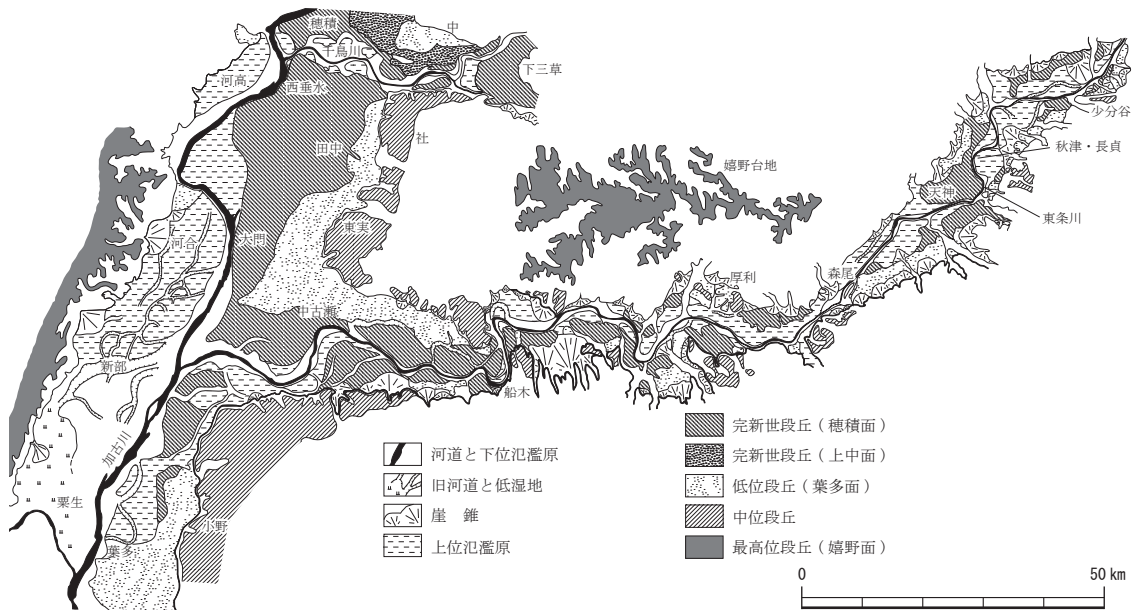 穂積
中
千鳥川
下三草
河高
西垂水
社
田中
少分谷
秋津・長貞
嬉野台地
天神
東条川
東実
河合
大門
厚利
森尾
中古瀬
新部
船木
加古川
粟生
小野
葉多
河道と下位氾濫原
旧河道と低湿地
崖 錐
上位氾濫原
完新世段丘(穂積面)
完新世段丘(上中面)
低位段丘(葉多面)
中位段丘
最高位段丘(嬉野面)
0 50 km